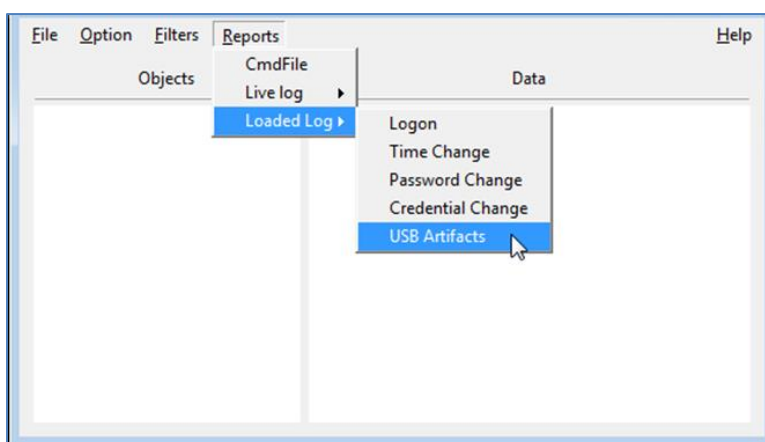 File Option Filters Reports Help
Objects Data
CmdFile
Live log
Loaded Log
Logon
Time Change
Password Change
Credential Change
USB Artifacts